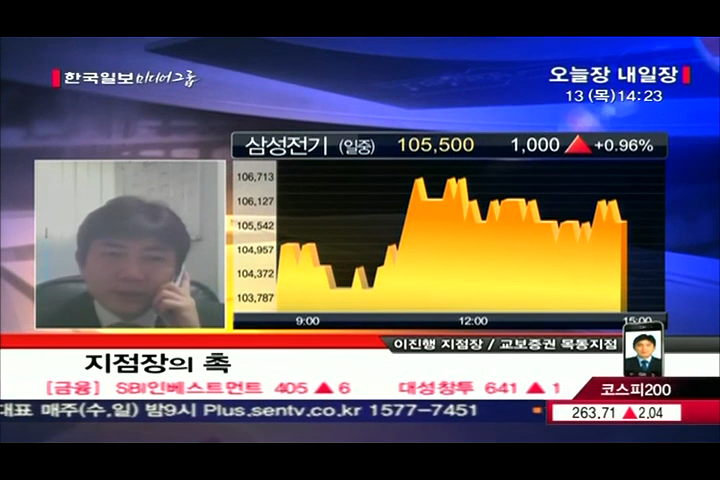 한국일보 미디어그룹
오늘장 내일장
13 (목) 14:23
삼성전기 (일중) 105,500 1,000 ▲ +0.96%
106,713
106,127
105,542
104,957
104,372
103,787
9:00 12:00 15:00
이진행 지점장 / 교보증권 목동지점
지점장의 촉
[금융] SBI인베스트먼트 405 ▲ 6 대성창투 641 ▲ 1
코스피200
대표 매주(수,일) 밤9시 Plus.sentv.co.kr 1577-7451
263.71 ▲ 2.04